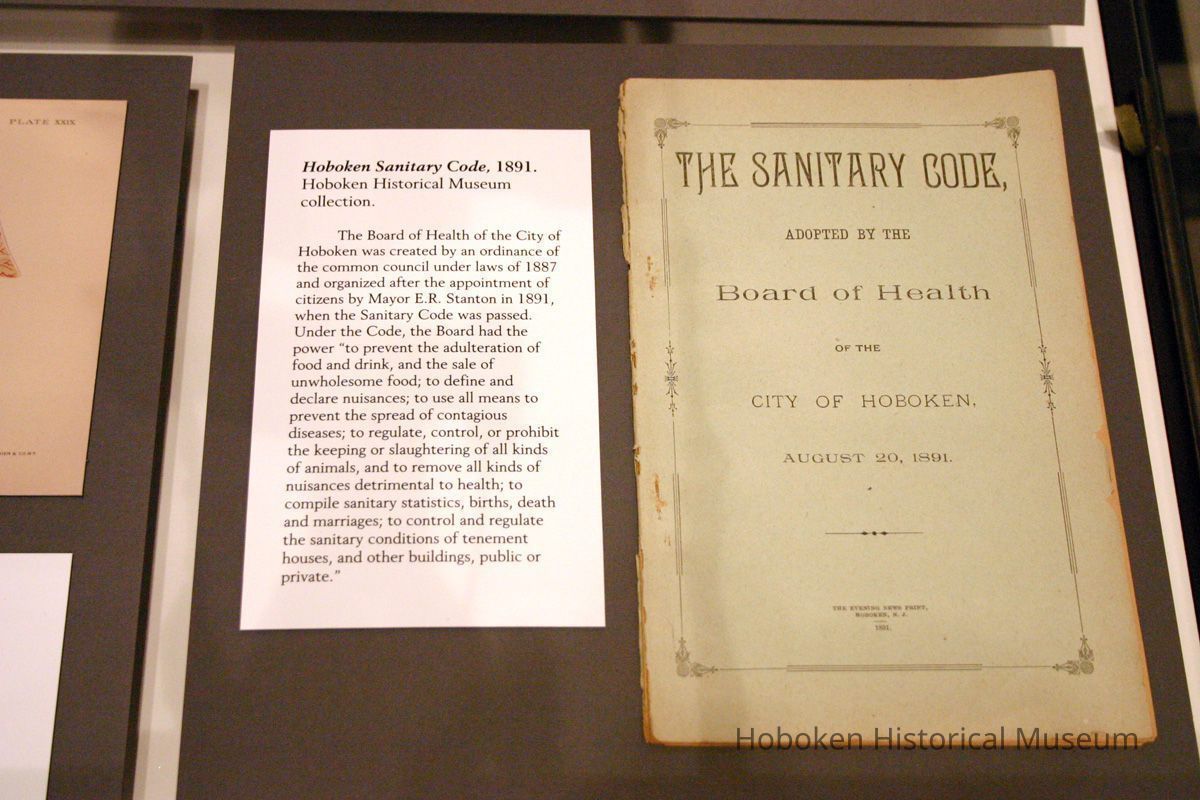 PLATE XXIX
Hoboken Sanitary Code, 1891.
Hoboken Historical Museum
collection.
The Board of Health of the City of
Hoboken was created by an ordinance of
the common council under laws of 1887
and organized after the appointment of
citizens by Mayor E.R. Stanton in 1891,
when the Sanitary Code was passed.
Under the Code, the Board had the
power “to prevent the adulteration of
food and drink, and the sale of
unwholesome food; to define and
declare nuisances; to use all means to
prevent the spread of contagious
diseases; to regulate, control, or prohibit
the keeping or slaughtering of all kinds
of animals, and to remove all kinds of
nuisances detrimental to health; to
compile sanitary statistics, births, death
and marriages; to control and regulate
the sanitary conditions of tenement
houses, and other buildings, public or
private.”
THE SANITARY CODE,
ADOPTED BY THE
Board of Health
OF THE
CITY OF HOBOKEN,
AUGUST 20, 1891.
THE EVENING NEWS PRINT,
HOBOKEN, N. J.
1891.
Hoboken Historical Museum